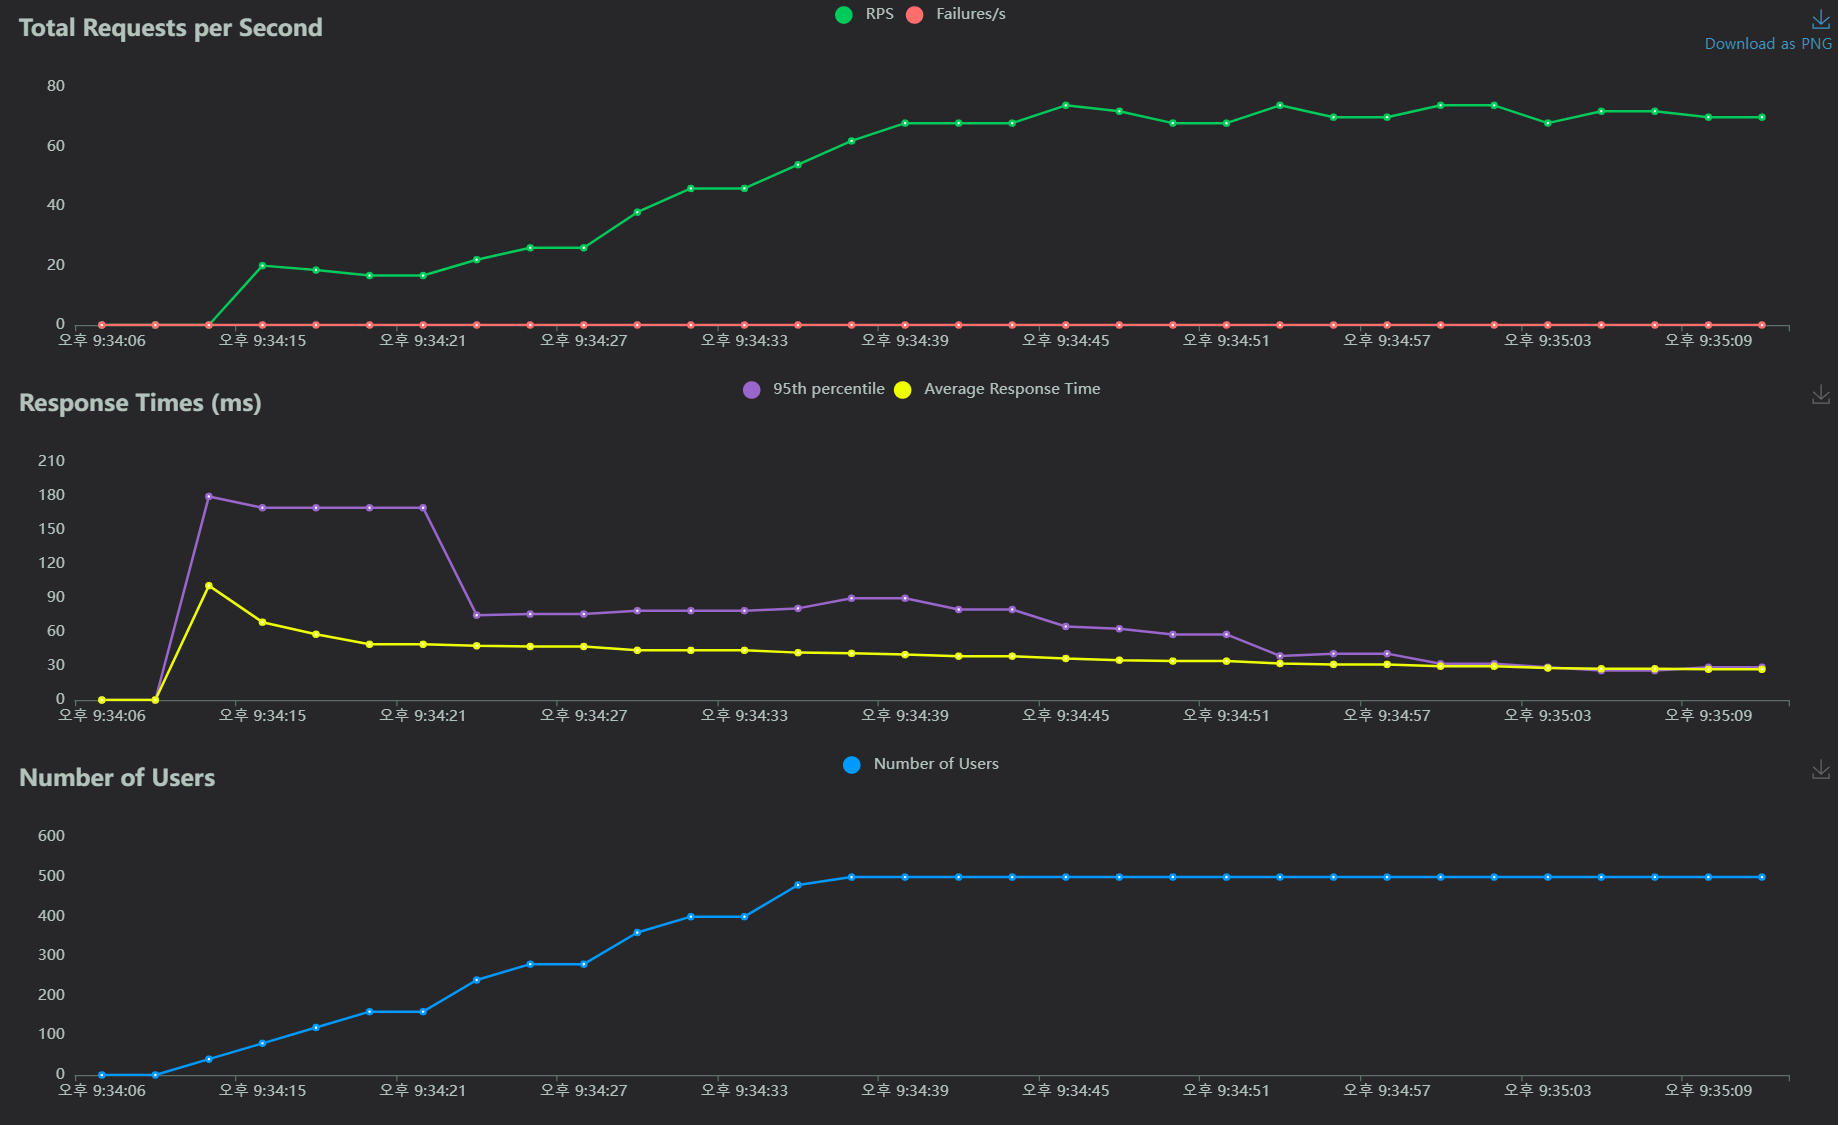 Total Requests per Second
RPS Failures/s
Download as PNG
80
60
40
20
0
오후 9:34:06 오후 9:34:15 오후 9:34:21 오후 9:34:27 오후 9:34:33 오후 9:34:39 오후 9:34:45 오후 9:34:51 오후 9:34:57 오후 9:35:03 오후 9:35:09
Response Times (ms)
95th percentile Average Response Time
210
180
150
120
90
60
30
0
오후 9:34:06 오후 9:34:15 오후 9:34:21 오후 9:34:27 오후 9:34:33 오후 9:34:39 오후 9:34:45 오후 9:34:51 오후 9:34:57 오후 9:35:03 오후 9:35:09
Number of Users
Number of Users
600
500
400
300
200
100
0
오후 9:34:06 오후 9:34:15 오후 9:34:21 오후 9:34:27 오후 9:34:33 오후 9:34:39 오후 9:34:45 오후 9:34:51 오후 9:34:57 오후 9:35:03 오후 9:35:09